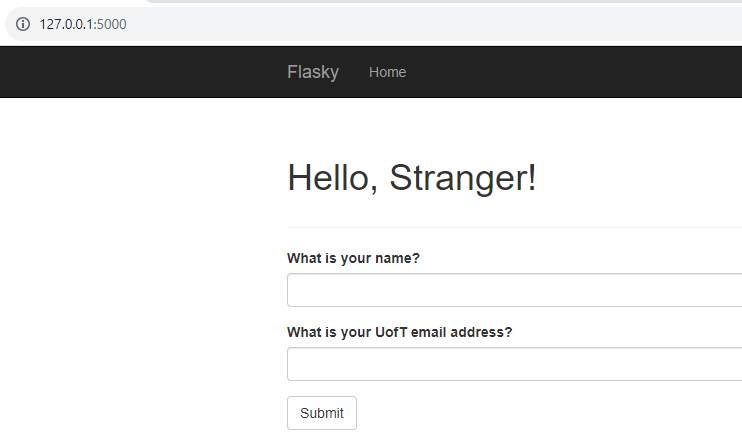 127.0.0.1:5000
Flasky Home
Hello, Stranger!
What is your name?
What is your UofT email address?
Submit